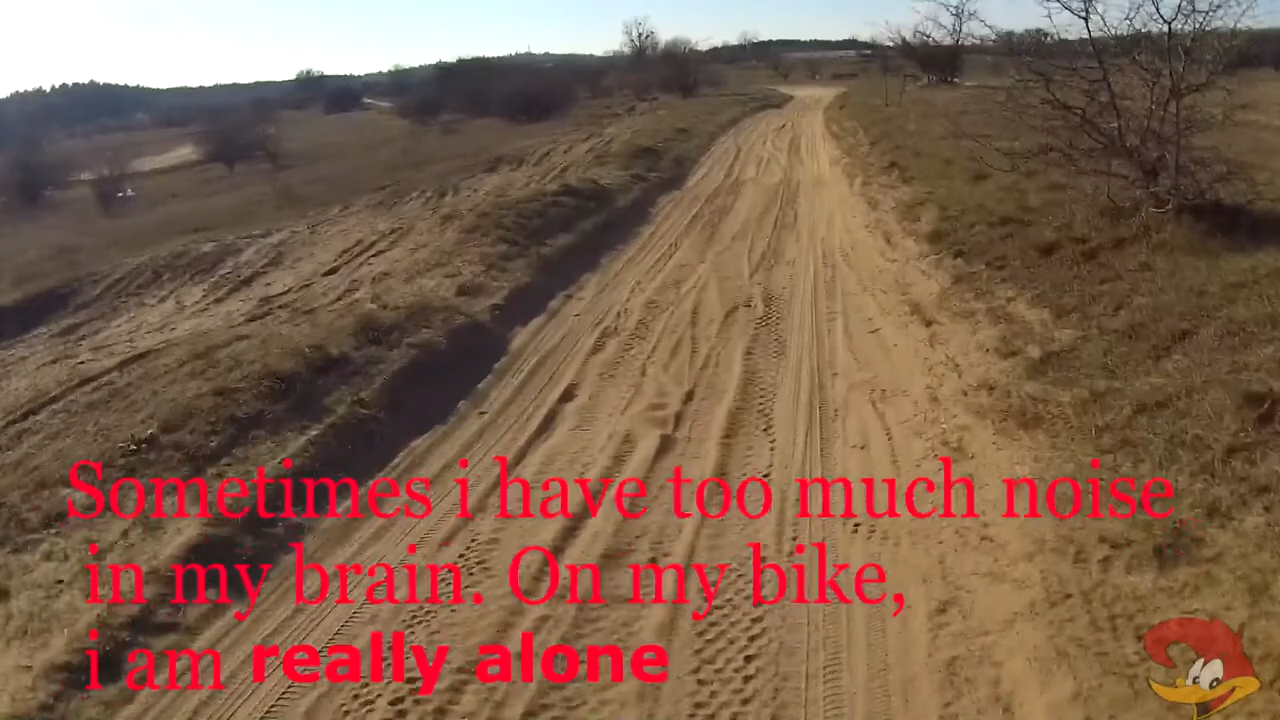 Sometimes i have too much noise
in my brain. On my bike,
i am really alone